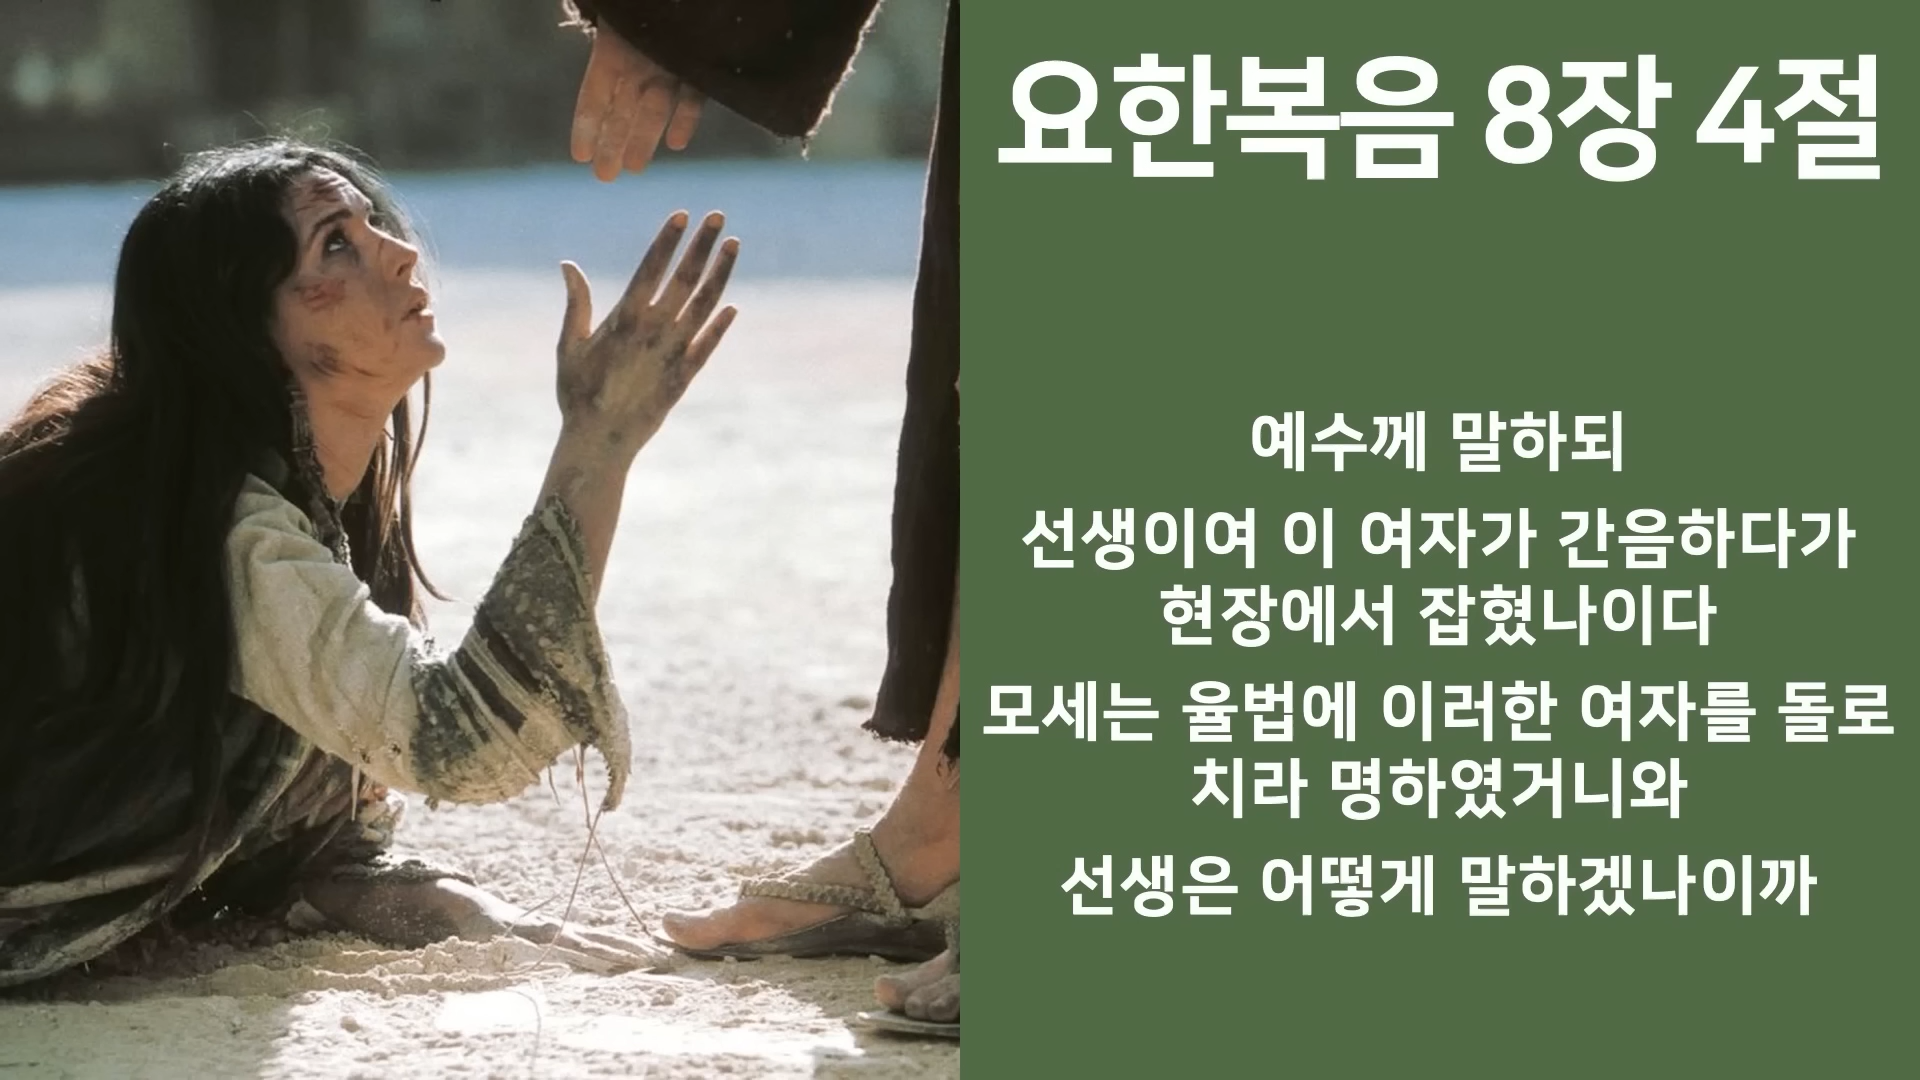 요한복음 8장 4절
예수께 말하되
선생이여 이 여자가 간음하다가
현장에서 잡혔나이다
모세는 율법에 이러한 여자를 돌로
치라 명하였거니와
선생은 어떻게 말하겠나이까